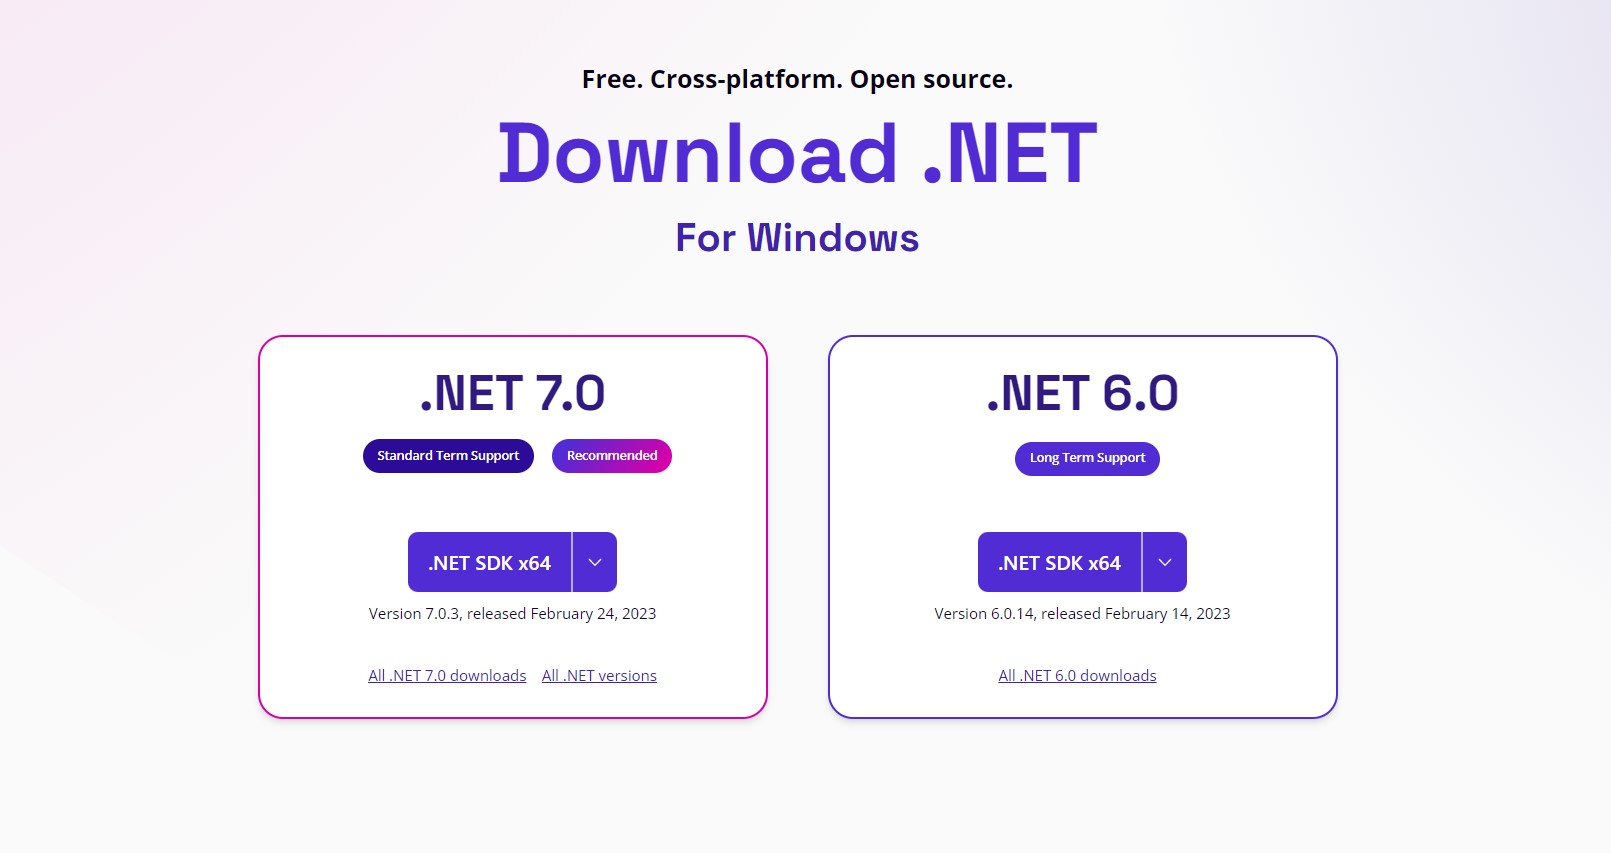 Free. Cross-platform. Open source.
Download .NET
For Windows
.NET 7.0
Standard Term Support Recommended
.NET SDK x64
Version 7.0.3, released February 24, 2023
All .NET 7.0 downloads All .NET versions
.NET 6.0
Long Term Support
.NET SDK x64
Version 6.0.14, released February 14, 2023
All .NET 6.0 downloads